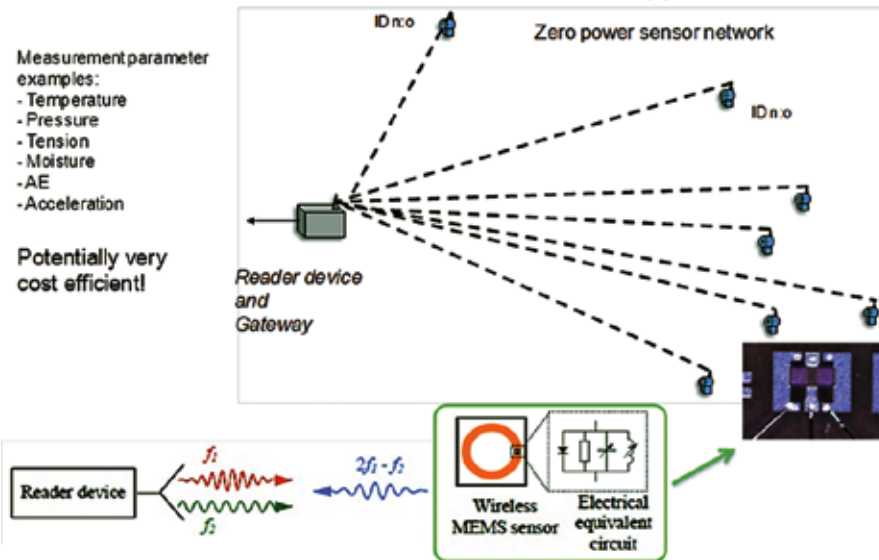 IDn:o
Zero power sensor network
Measurement parameter
examples:
- Temperature
- Pressure
- Tension
- Moisture
- AE
- Acceleration
IDn:o
Potentially very
cost efficient!
Reader device
and
Gateway
Reader device
f₁
f₂
2f₁ - f₂
Wireless
MEMS sensor
Electrical
equivalent
circuit